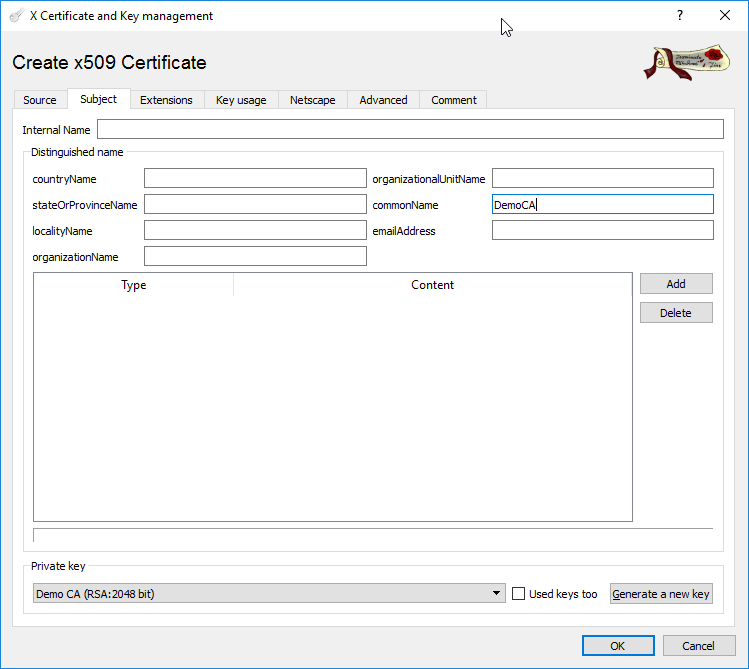 X Certificate and Key management ?
Create x509 Certificate
Source Subject Extensions Key usage Netscape Advanced Comment
Internal Name
Distinguished name
countryName organizationalUnitName
stateOrProvinceName commonName DemoCA
localityName emailAddress
organizationName
Type Content Add
Delete
Private key
Demo CA (RSA:2048 bit) Used keys too Generate a new key
OK Cancel